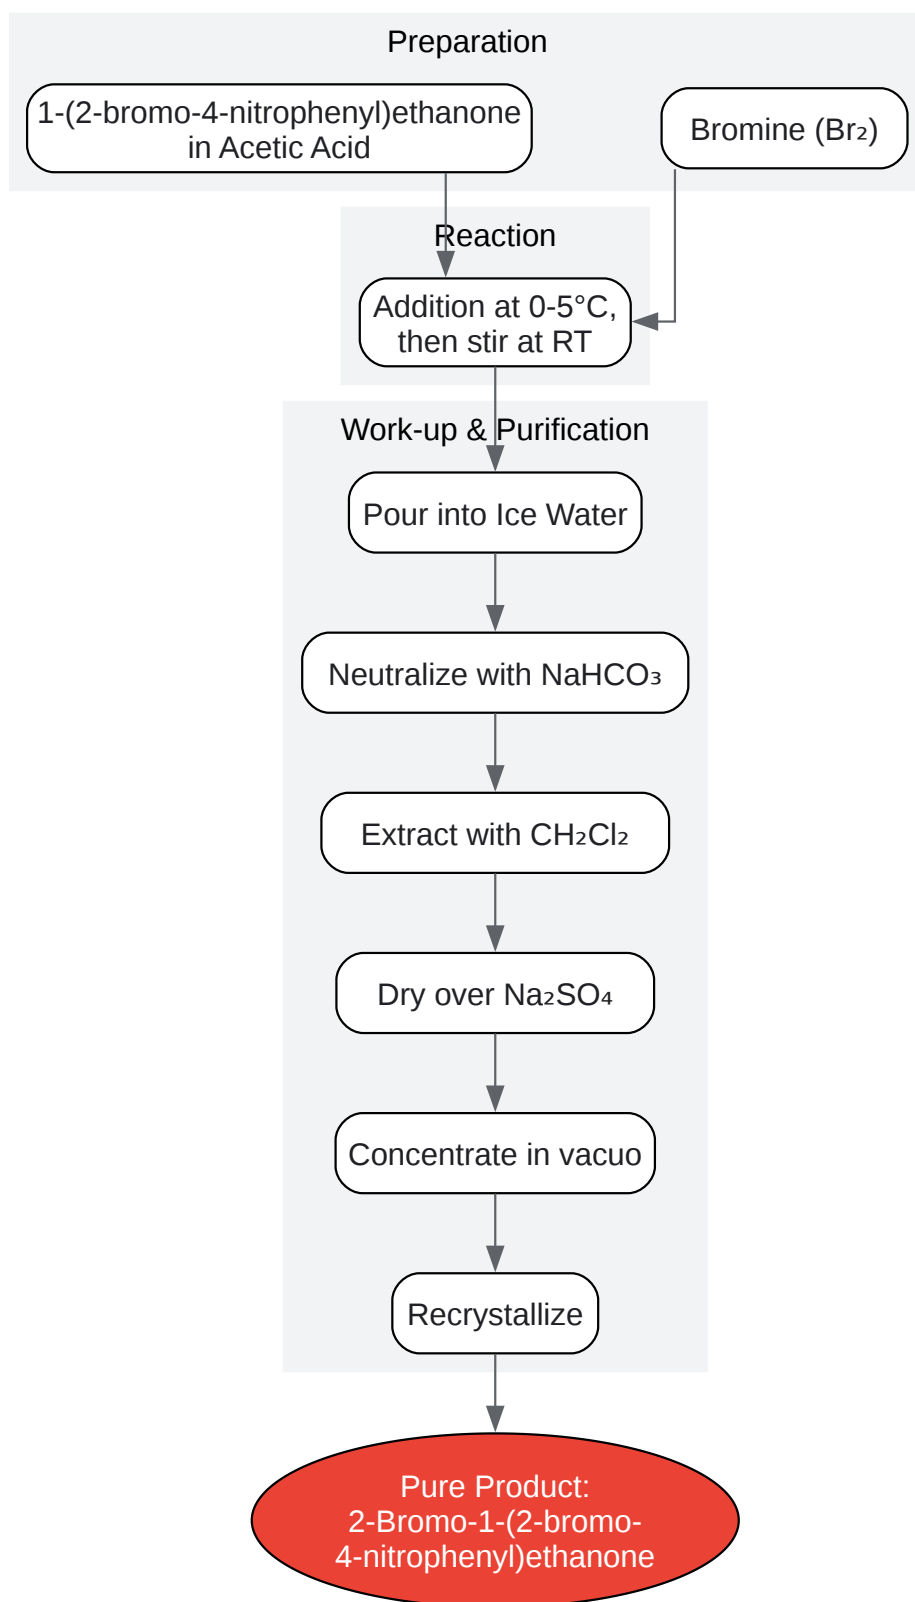 Preparation
1-(2-bromo-4-nitrophenyl)ethanone
in Acetic Acid
Bromine (Br₂)
Reaction
Addition at 0-5°C,
then stir at RT
Work-up & Purification
Pour into Ice Water
Neutralize with NaHCO₃
Extract with CH₂Cl₂
Dry over Na₂SO₄
Concentrate in vacuo
Recrystallize
Pure Product:
2-Bromo-1-(2-bromo-
4-nitrophenyl)ethanone